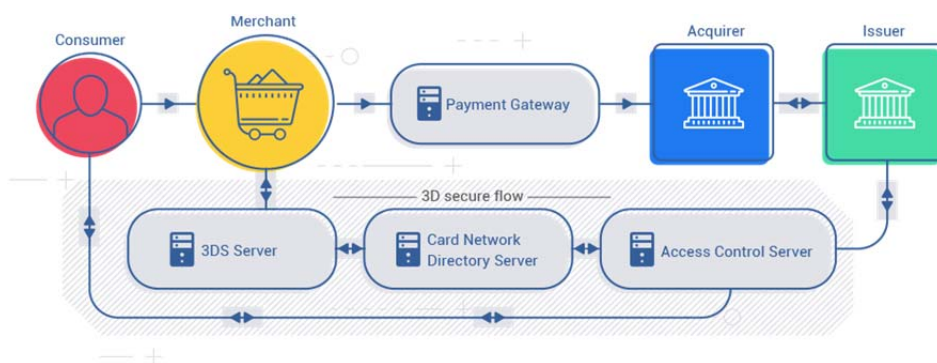 Consumer
Merchant
Acquirer
Issuer
Payment Gateway
3D secure flow
3DS Server
Card Network
Directory Server
Access Control Server